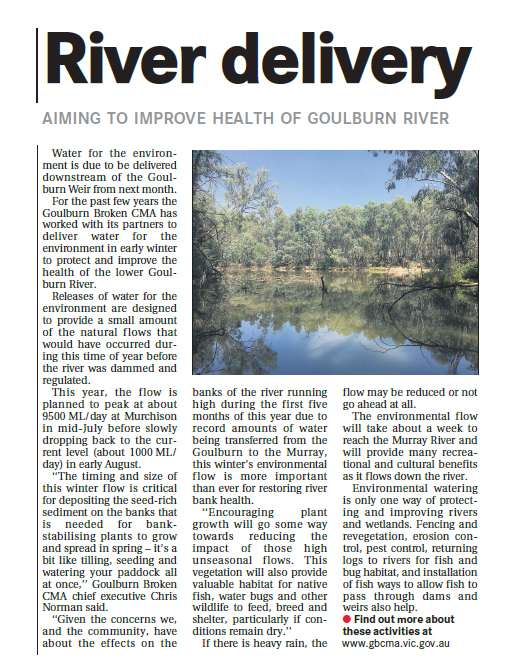 River delivery
AIMING TO IMPROVE HEALTH OF GOULBURN RIVER
Water for the environ-
ment is due to be delivered
downstream of the Goul-
burn Weir from next month.
For the past few years the
Goulburn Broken CMA has
worked with its partners to
deliver water for the
environment in early winter
to protect and improve the
health of the lower Goul-
burn River.
Releases of water for the
environment are designed
to provide a small amount
of the natural flows that
would have occurred dur-
ing this time of year before
the river was dammed and
regulated.
This year, the flow is
planned to peak at about
9500 ML/day at Murchison
in mid-July before slowly
dropping back to the cur-
rent level (about 1000 ML/
day) in early August.
“The timing and size of
this winter flow is critical
for depositing the seed-rich
sediment on the banks that
is needed for bank-
stabilising plants to grow
and spread in spring – it’s a
bit like tilling, seeding and
watering your paddock all
at once,” Goulburn Broken
CMA chief executive Chris
Norman said.
“Given the concerns we,
and the community, have
about the effects on the
banks of the river running
high during the first five
months of this year due to
record amounts of water
being transferred from the
Goulburn to the Murray,
this winter’s environmental
flow is more important
than ever for restoring river
bank health.
“Encouraging plant
growth will go some way
towards reducing the
impact of those high
unseasonal flows. This
vegetation will also provide
valuable habitat for native
fish, water bugs and other
wildlife to feed, breed and
shelter, particularly if con-
ditions remain dry.”
If there is heavy rain, the
flow may be reduced or not
go ahead at all.
The environmental flow
will take about a week to
reach the Murray River and
will provide many recrea-
tional and cultural benefits
as it flows down the river.
Environmental watering
is only one way of protect-
ing and improving rivers
and wetlands. Fencing and
revegetation, erosion con-
trol, pest control, returning
logs to rivers for fish and
bug habitat, and installation
of fish ways to allow fish to
pass through dams and
weirs also help.
● Find out more about
these activities at
www.gbcma.vic.gov.au